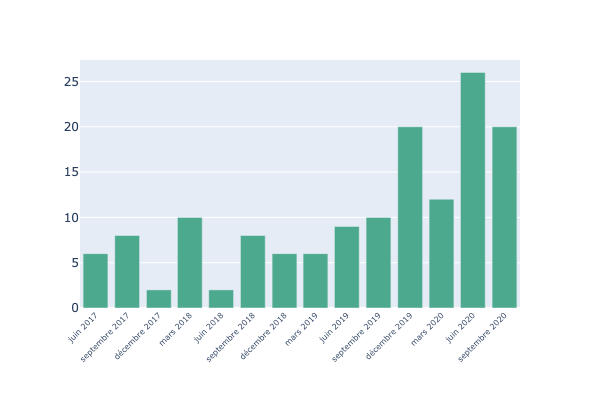 25
20
15
10
5
0
juin 2017
septembre 2017
décembre 2017
mars 2018
juin 2018
septembre 2018
décembre 2018
mars 2019
juin 2019
septembre 2019
décembre 2019
mars 2020
juin 2020
septembre 2020